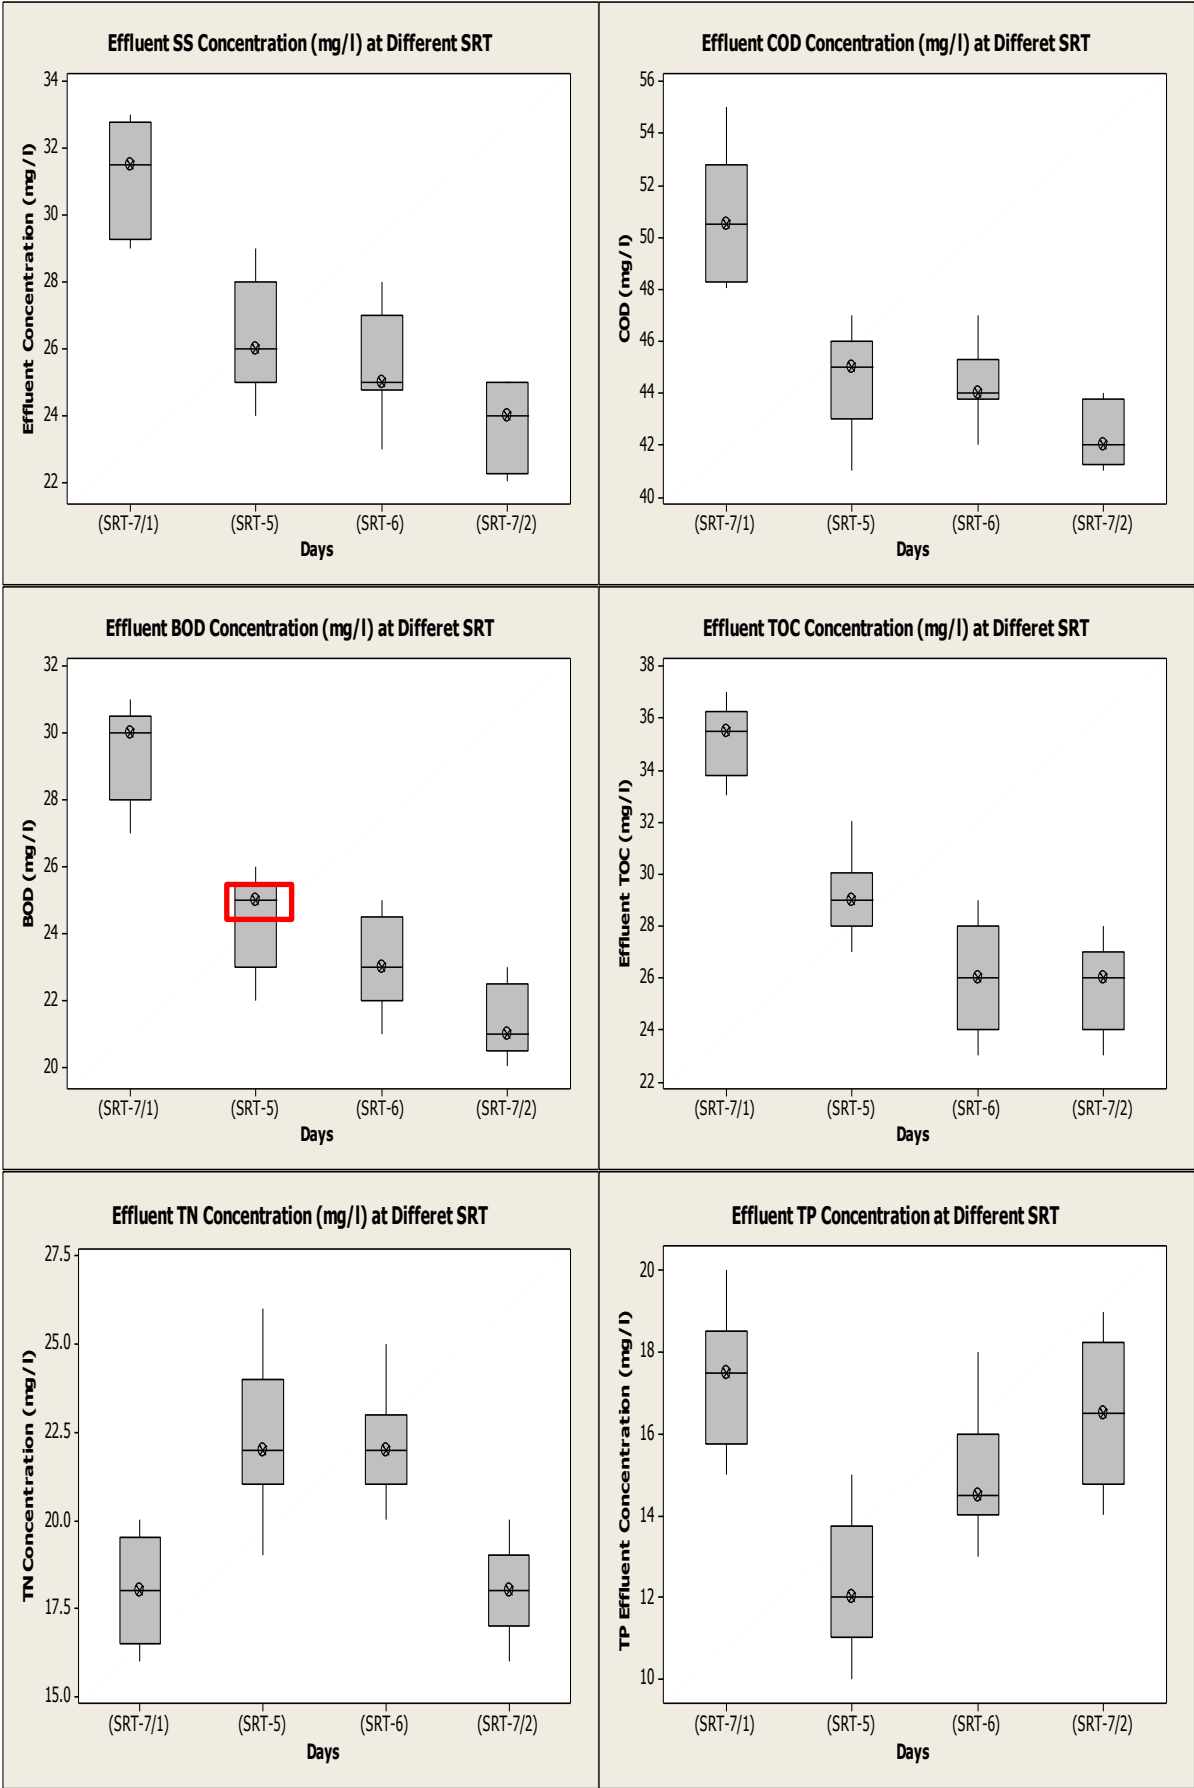 Effluent SS Concentration (mg/l) at Different SRT
34
32
30
28
26
24
22
Effluent Concentration (mg/l)
(SRT-7/1) (SRT-5) (SRT-6) (SRT-7/2)
Days
Effluent COD Concentration (mg/l) at Differet SRT
56
54
52
50
48
46
44
42
40
COD (mg/l)
(SRT-7/1) (SRT-5) (SRT-6) (SRT-7/2)
Days
Effluent BOD Concentration (mg/l) at Differet SRT
32
30
28
26
24
22
20
BOD (mg/l)
(SRT-7/1) (SRT-5) (SRT-6) (SRT-7/2)
Days
Effluent TOC Concentration (mg/l) at Differet SRT
38
36
34
32
30
28
26
24
22
Effluent TOC (mg/l)
(SRT-7/1) (SRT-5) (SRT-6) (SRT-7/2)
Days
Effluent TN Concentration (mg/l) at Differet SRT
27.5
25.0
22.5
20.0
17.5
15.0
TN Concentration (mg/l)
(SRT-7/1) (SRT-5) (SRT-6) (SRT-7/2)
Days
Effluent TP Concentration at Different SRT
20
18
16
14
12
10
TP Effluent Concentration (mg/l)
(SRT-7/1) (SRT-5) (SRT-6) (SRT-7/2)
Days